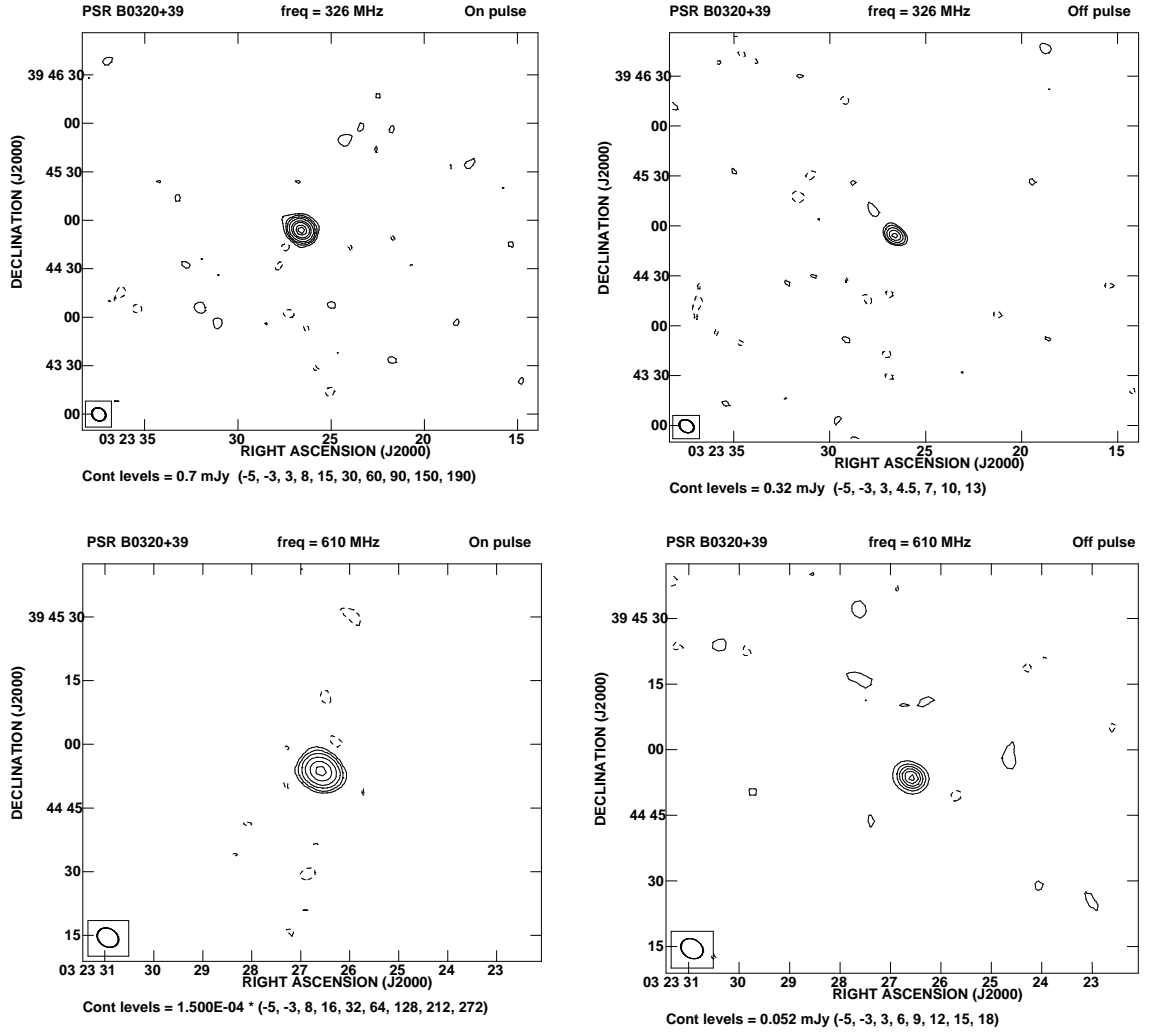 PSR B0320+39 freq = 326 MHz On pulse
DECLINATION (J2000)
39 46 30
00
45 30
00
44 30
00
43 30
00
03 23 35 30 25 20 15
RIGHT ASCENSION (J2000)
Cont levels = 0.7 mJy (-5, -3, 3, 8, 15, 30, 60, 90, 150, 190)
PSR B0320+39 freq = 326 MHz Off pulse
DECLINATION (J2000)
39 46 30
00
45 30
00
44 30
00
43 30
00
03 23 35 30 25 20 15
RIGHT ASCENSION (J2000)
Cont levels = 0.32 mJy (-5, -3, 3, 4.5, 7, 10, 13)
PSR B0320+39 freq = 610 MHz On pulse
DECLINATION (J2000)
39 45 30
15
00
44 45
30
15
03 23 31 30 29 28 27 26 25 24 23
RIGHT ASCENSION (J2000)
Cont levels = 1.500E-04 * (-5, -3, 8, 16, 32, 64, 128, 212, 272)
PSR B0320+39 freq = 610 MHz Off pulse
DECLINATION (J2000)
39 45 30
15
00
44 45
30
15
03 23 31 30 29 28 27 26 25 24 23
RIGHT ASCENSION (J2000)
Cont levels = 0.052 mJy (-5, -3, 3, 6, 9, 12, 15, 18)